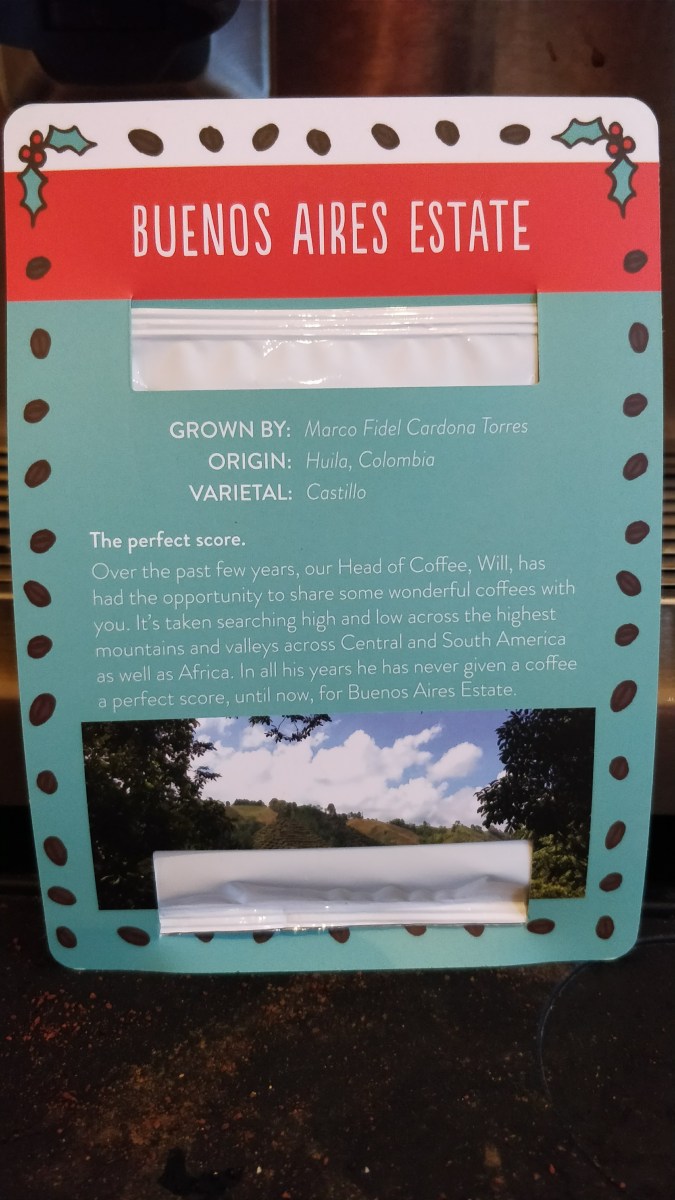 BUENOS AIRES ESTATE
GROWN BY: Marco Fidel Cardona Torres
ORIGIN: Huila, Colombia
VARIETAL: Castillo
The perfect score.
Over the past few years, our Head of Coffee, Will, has
had the opportunity to share some wonderful coffees with
you. It's taken searching high and low across the highest
mountains and valleys across Central and South America
as well as Africa. In all his years he has never given a coffee
a perfect score, until now, for Buenos Aires Estate.